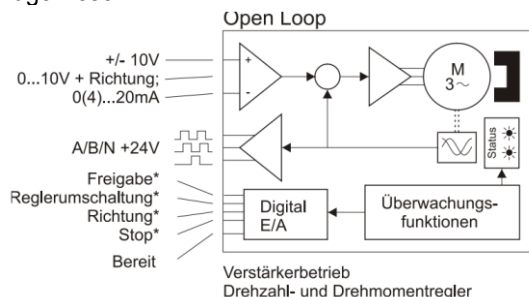 Open Loop
+/- 10V
0...10V + Richtung;
0(4)...20mA
+
-
M
3~
A/B/N +24V
Status
Freigabe*
Reglerumschaltung*
Richtung*
Stop*
Bereit
Digital
E/A
Überwachungs-
funktionen
Verstärkerbetrieb
Drehzahl- und Drehmomentregler